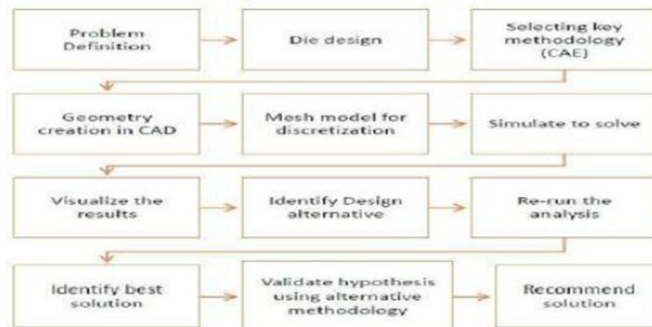 Problem
Definition
Die design
Selecting key
methodology
(CAE)
Geometry
creation in CAD
Mesh model for
discretization
Simulate to solve
Visualize the
results
Identify Design
alternative
Re-run the
analysis
Identify best
solution
Validate hypothesis
using alternative
methodology
Recommend
solution